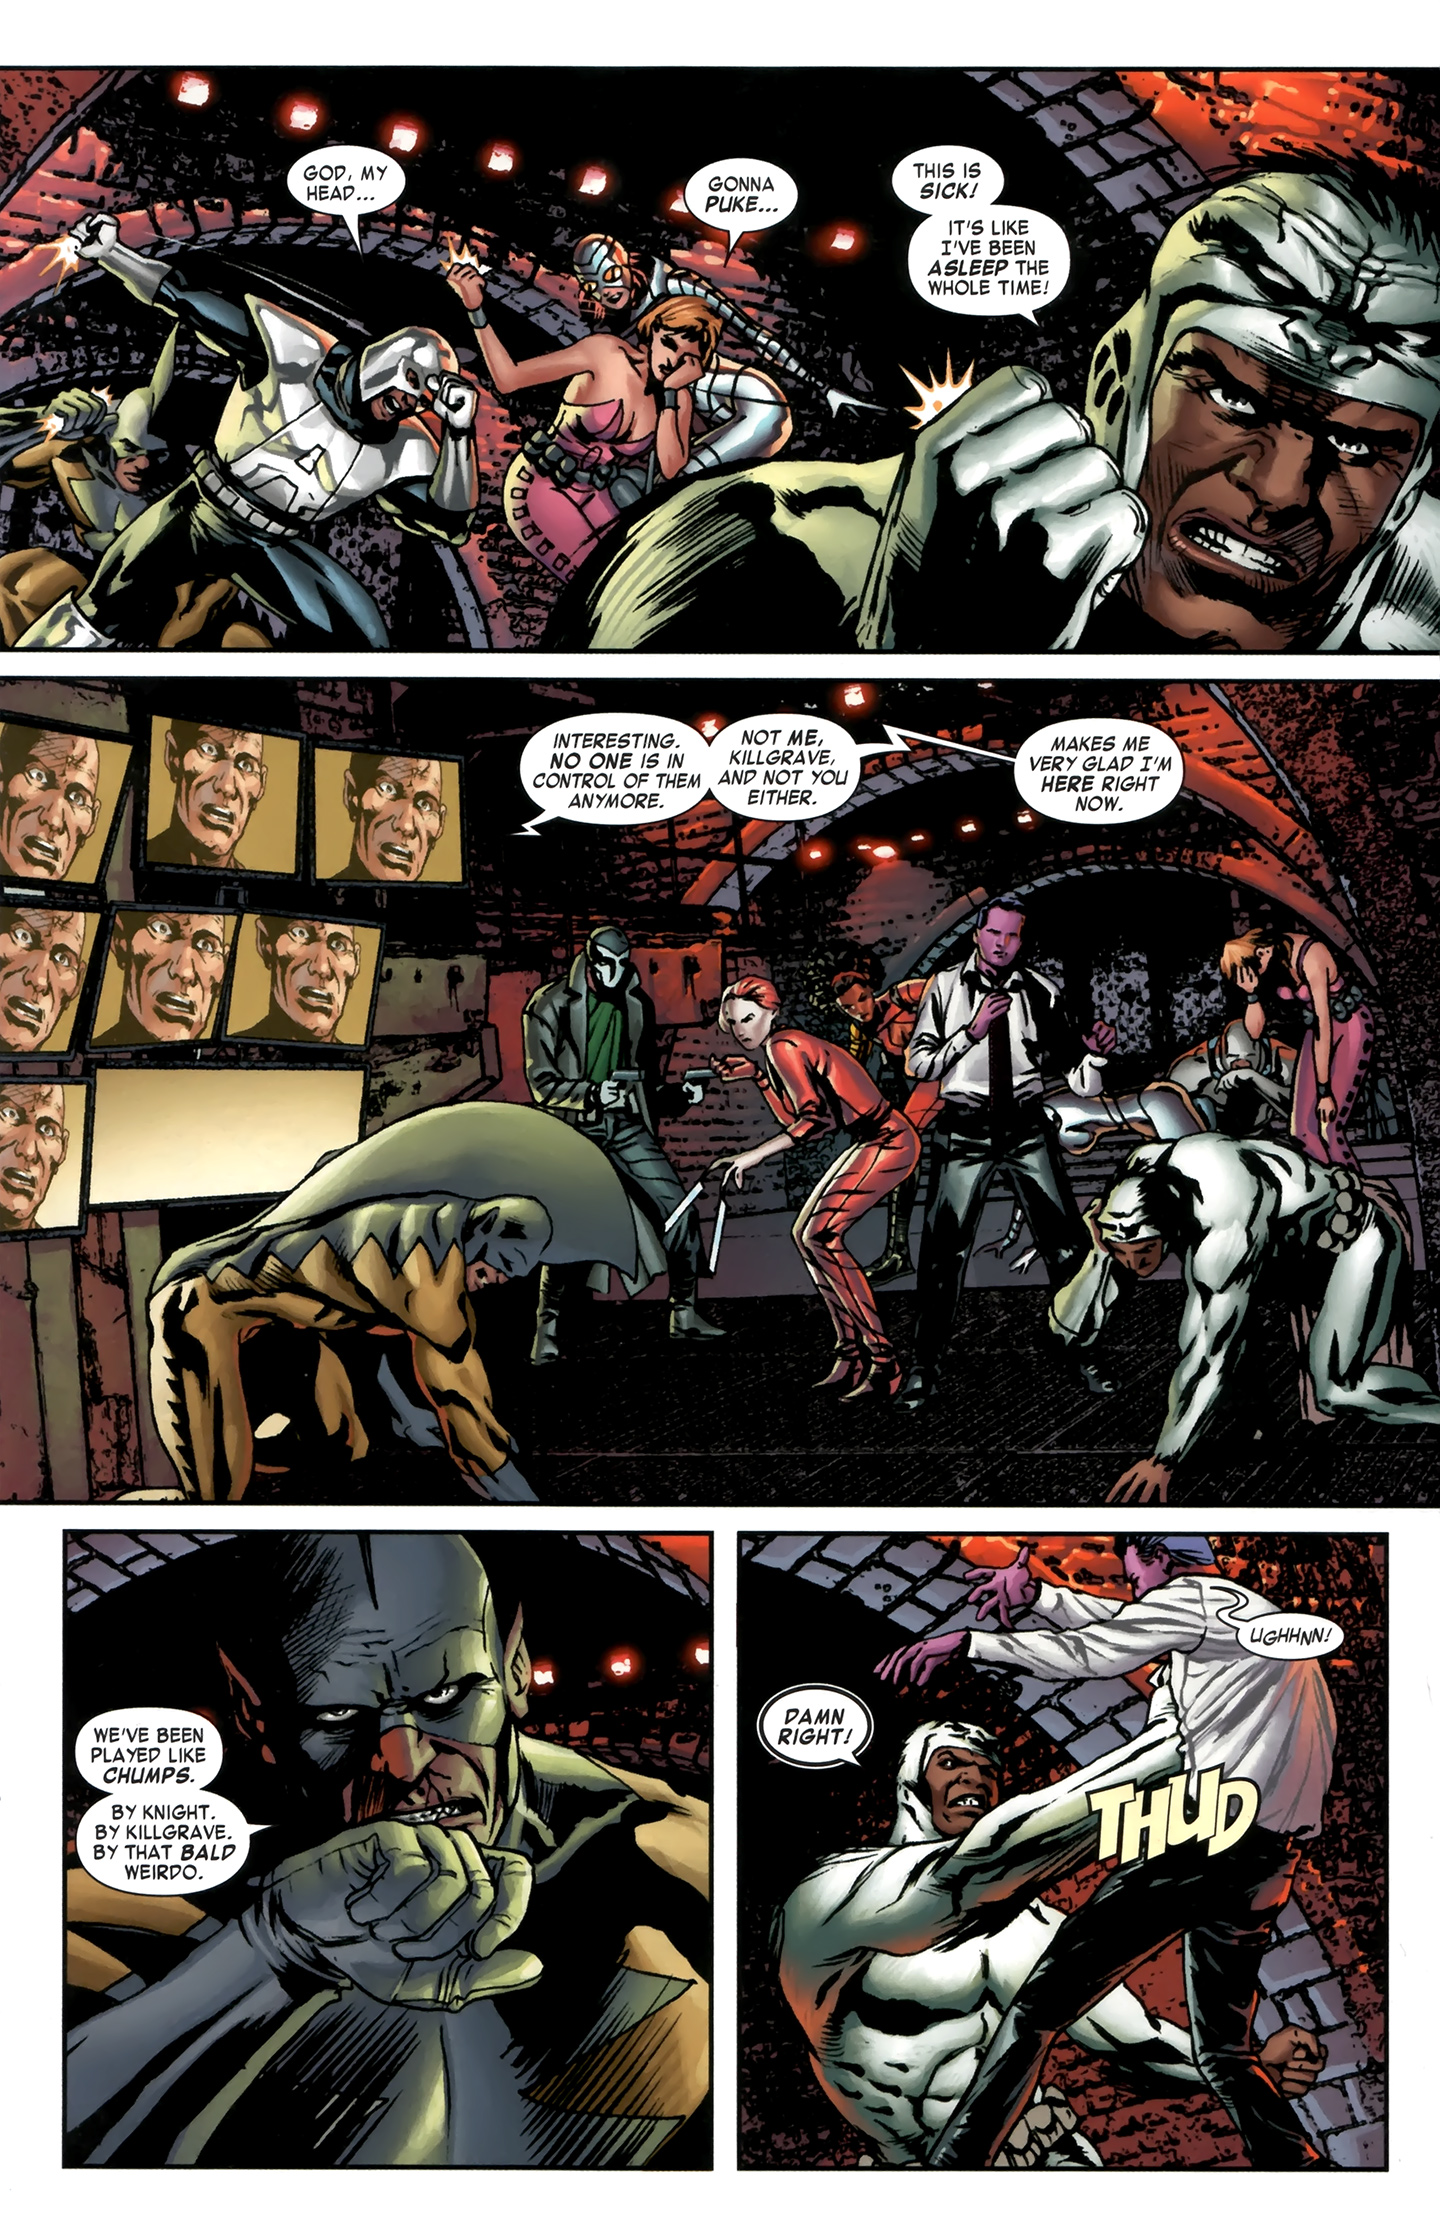 GOD, MY
HEAD...
GONNA
PUKE...
THIS IS
SICK!
IT'S LIKE
I'VE BEEN
ASLEEP THE
WHOLE TIME!
INTERESTING.
NO ONE IS IN
CONTROL OF THEM
ANYMORE.
NOT ME,
KILLGRAVE,
AND NOT YOU
EITHER.
MAKES ME
VERY GLAD I'M
HERE RIGHT
NOW.
WE'VE BEEN
PLAYED LIKE
CHUMPS.
BY KNIGHT.
BY KILLGRAVE.
BY THAT BALD
WEIRDO.
UGHHNN!
DAMN
RIGHT!
THUD